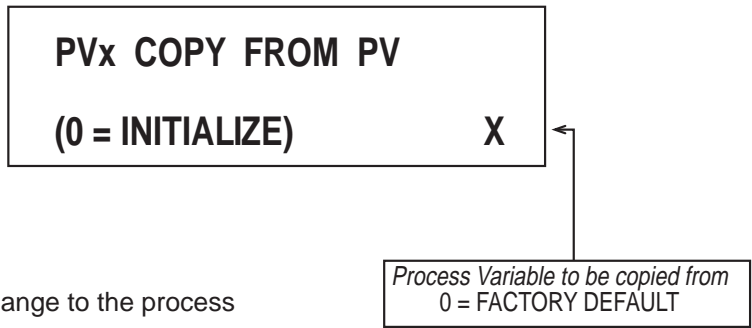 PVx COPY FROM PV
(0 = INITIALIZE) X
Process Variable to be copied from
0 = FACTORY DEFAULT
ange to the process